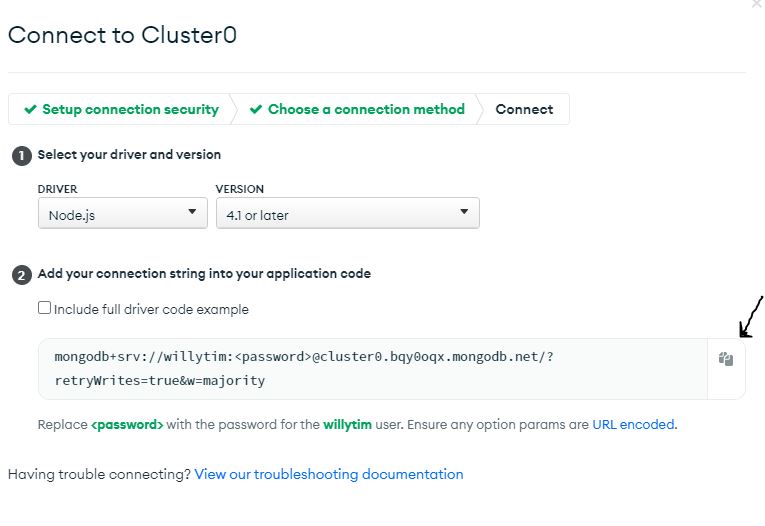 Connect to Cluster0
Setup connection security Choose a connection method Connect
1 Select your driver and version
DRIVER VERSION
Node.js 4.1 or later
2 Add your connection string into your application code
Include full driver code example
mongodb+srv://willytim:<password>@cluster0.bqy0oqx.mongodb.net/?
retryWrites=true&w=majority
Replace <password> with the password for the willytim user. Ensure any option params are URL encoded.
Having trouble connecting? View our troubleshooting documentation